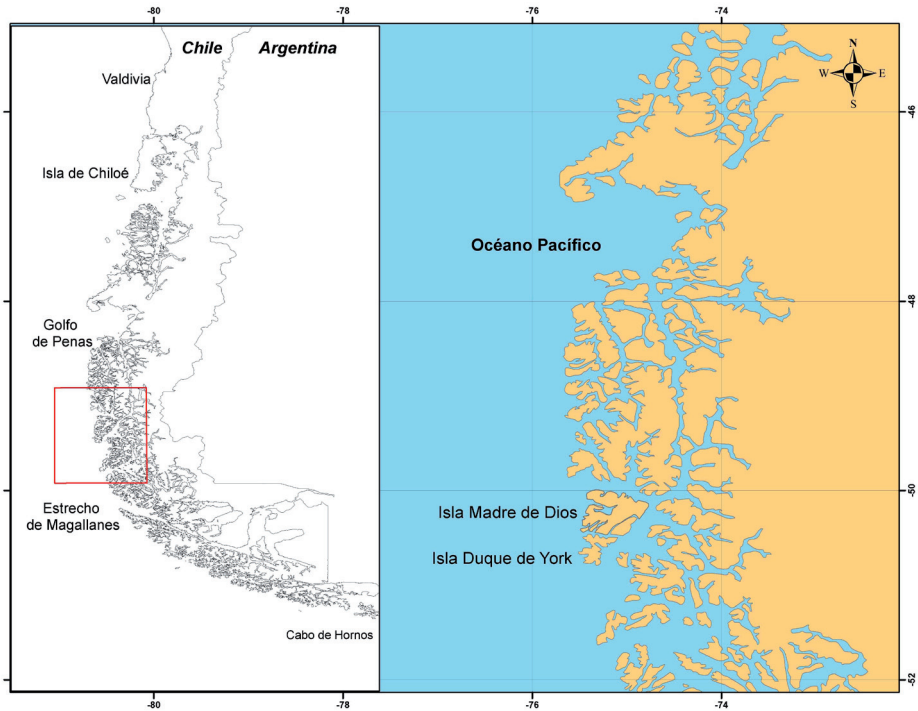 -80
-78
-76
-74
Chile
Argentina
Valdivia
Isla de Chiloé
Golfo
de Penas
Estrecho
de Magallanes
Cabo de Hornos
Océano Pacífico
Isla Madre de Dios
Isla Duque de York
N
W
E
S
-46
-48
-50
-52
-80
-78
-76
-74